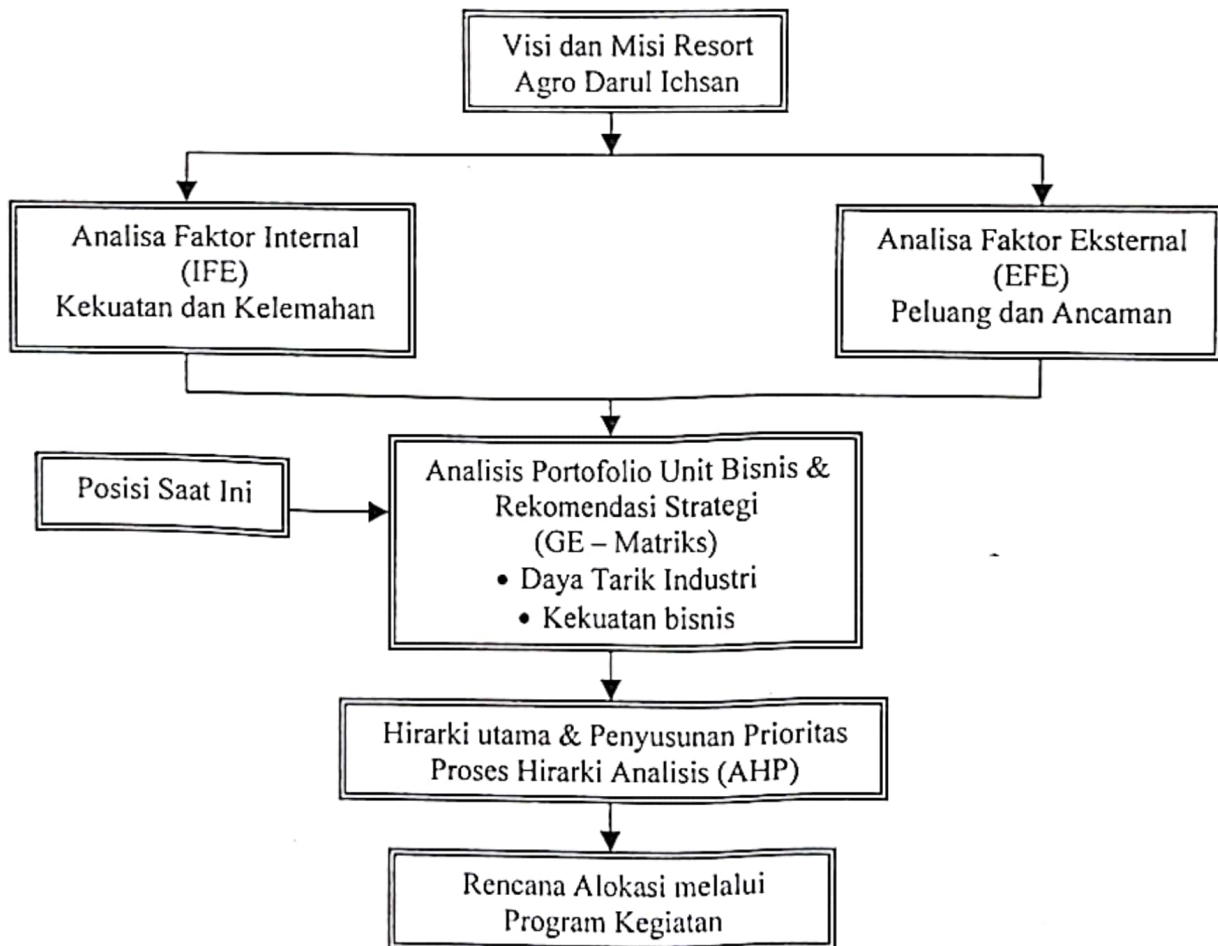 Visi dan Misi Resort
Agro Darul Ichsan
Analisa Faktor Internal
(IFE)
Kekuatan dan Kelemahan
Analisa Faktor Eksternal
(EFE)
Peluang dan Ancaman
Posisi Saat Ini
Analisis Portofolio Unit Bisnis &
Rekomendasi Strategi
(GE – Matriks)
• Daya Tarik Industri
• Kekuatan bisnis
Hirarki utama & Penyusunan Prioritas
Proses Hirarki Analisis (AHP)
Rencana Alokasi melalui
Program Kegiatan